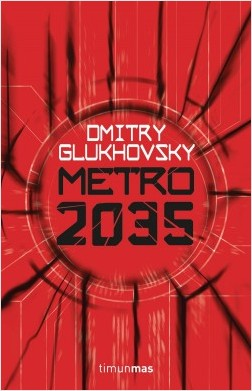 DMITRY
GLUKHOVSKY
METRO
2035
timunmas